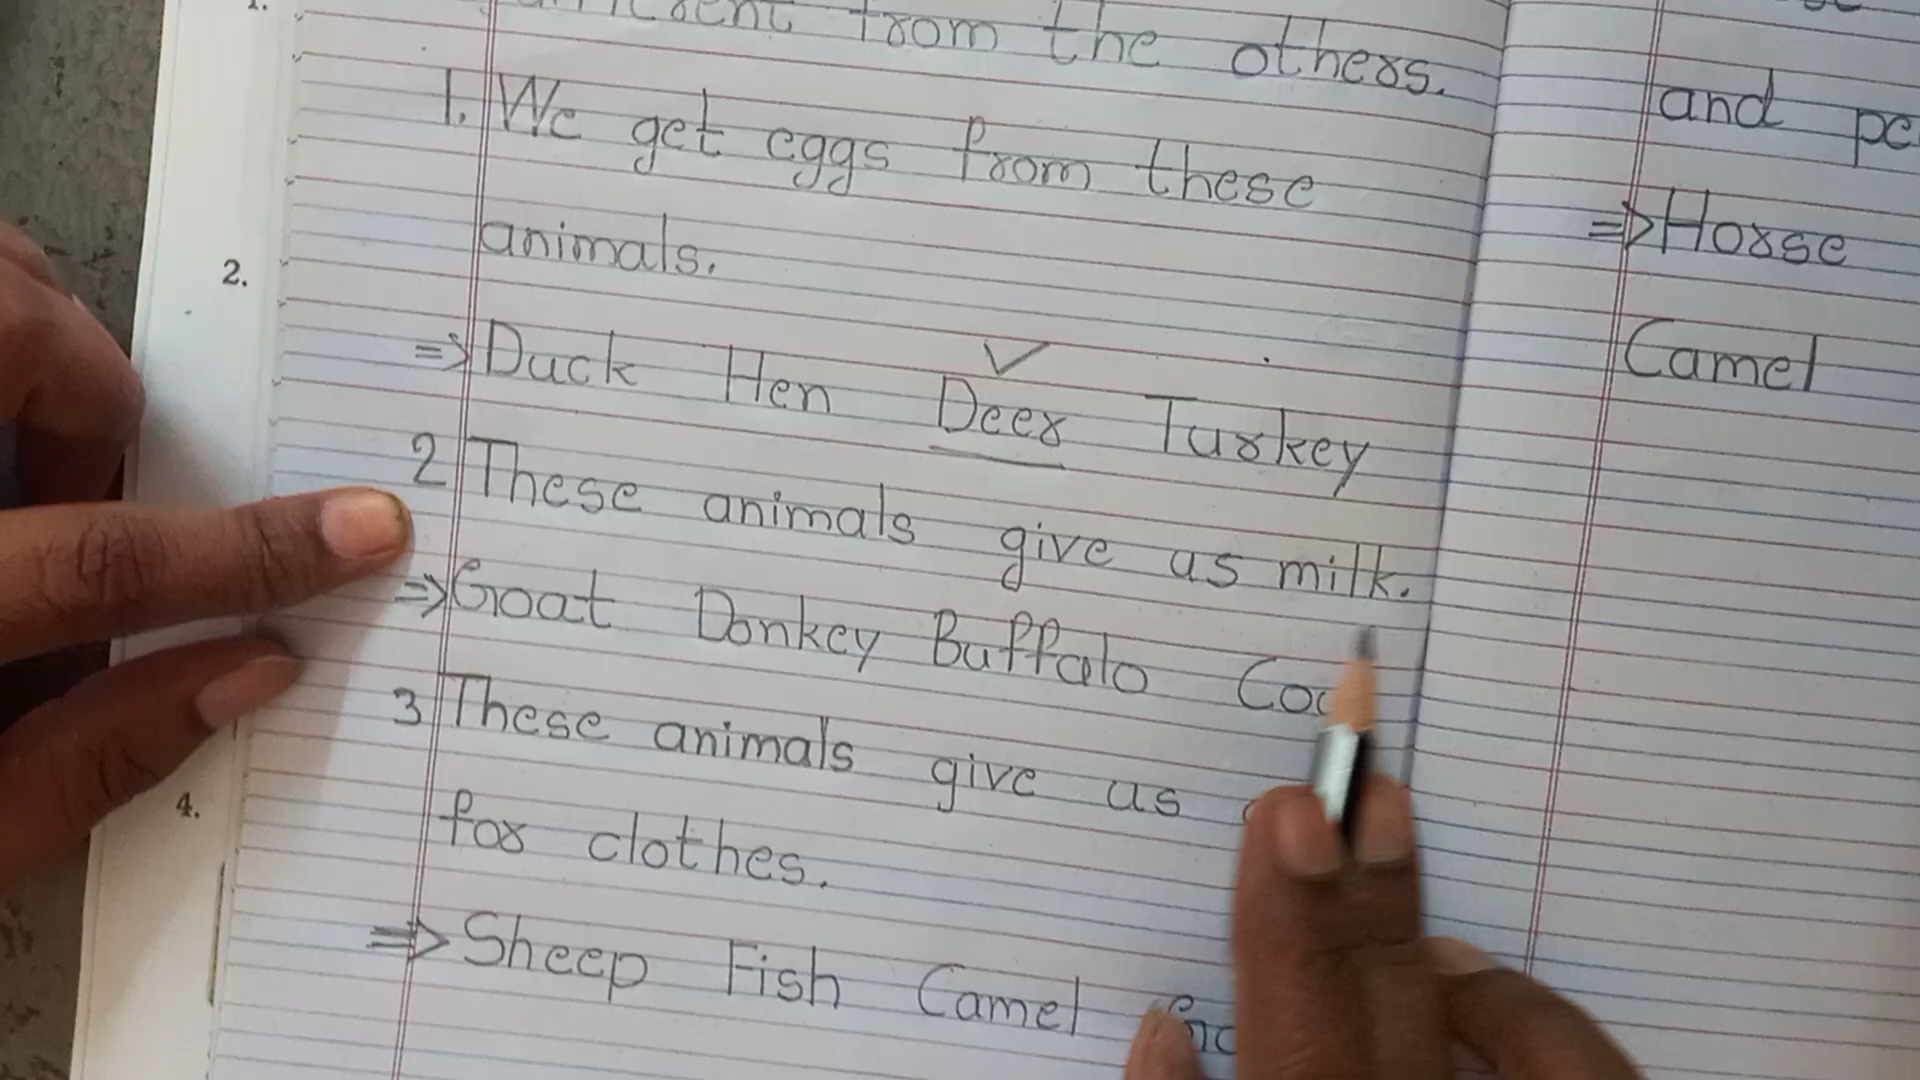 from the others.
1. We get eggs from these
animals.
2.
=> Duck Hen Deer Turkey
2 These animals give us milk.
=> Goat Donkey Buffalo
3 These animals give us
for clothes.
4.
=> Sheep Fish Camel
and
=> Horse
Camel